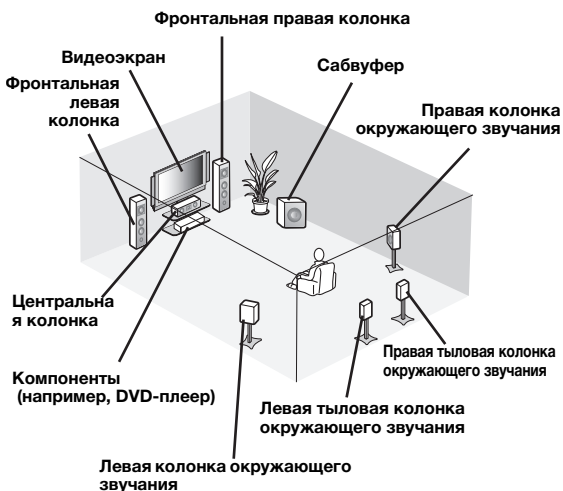 Фронтальная правая колонка
Видеоэкран
Сабвуфер
Фронтальная
левая
колонка
Правая колонка
окружающего звучания
Центральна
я колонка
Правая тыловая колонка
окружающего звучания
Компоненты
(например, DVD-плеер)
Левая тыловая колонка
окружающего звучания
Левая колонка окружающего
звучания